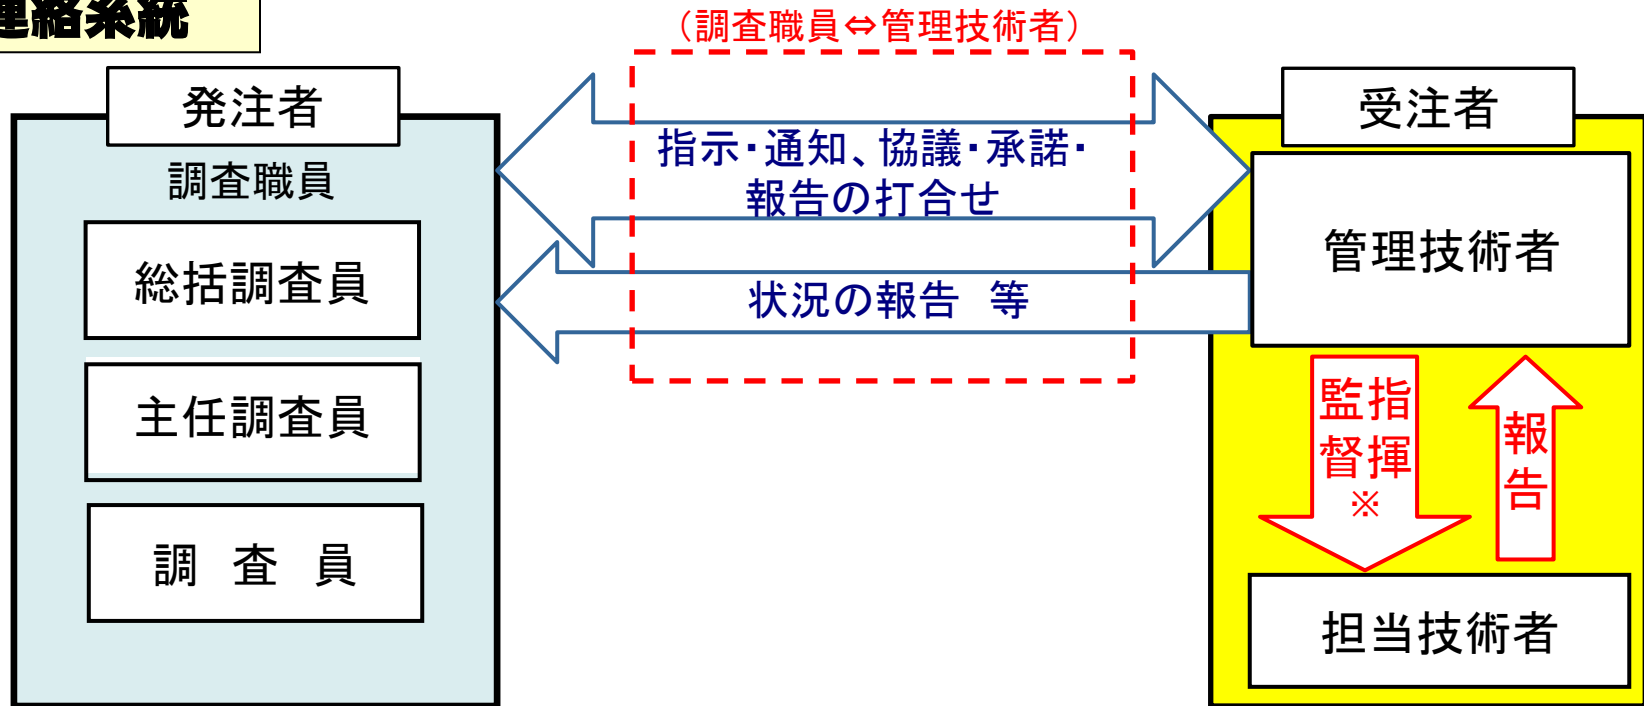 連絡系統
（調査職員⇔管理技術者）
発注者
調査職員
総括調査員
主任調査員
調　査　員
指示・通知、協議・承諾・
報告の打合せ
状況の報告　等
受注者
管理技術者
監指
督揮
※
報
告
担当技術者